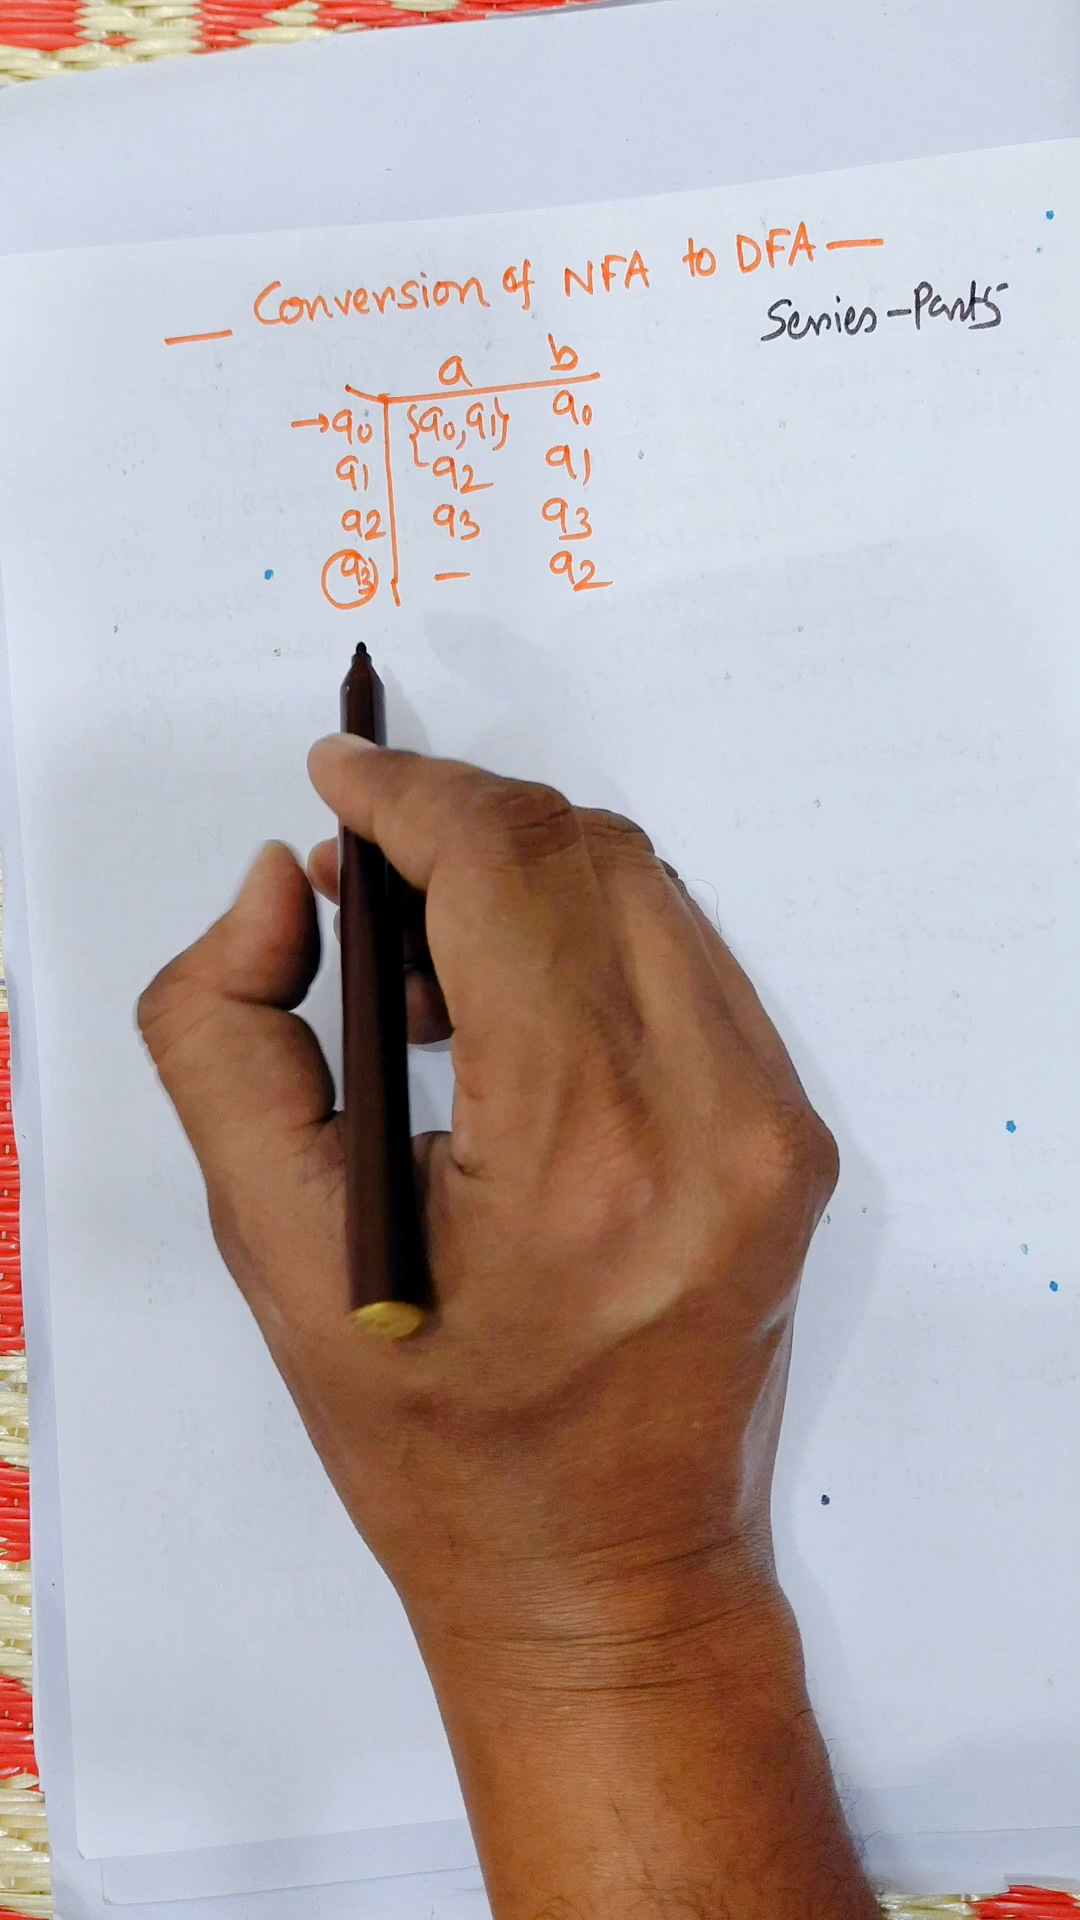 — Conversion of NFA to DFA —
Series-Part5
a b
→q0 {q0,q1} q0
q1 q2 q1
q2 q3 q3
q3 — q2